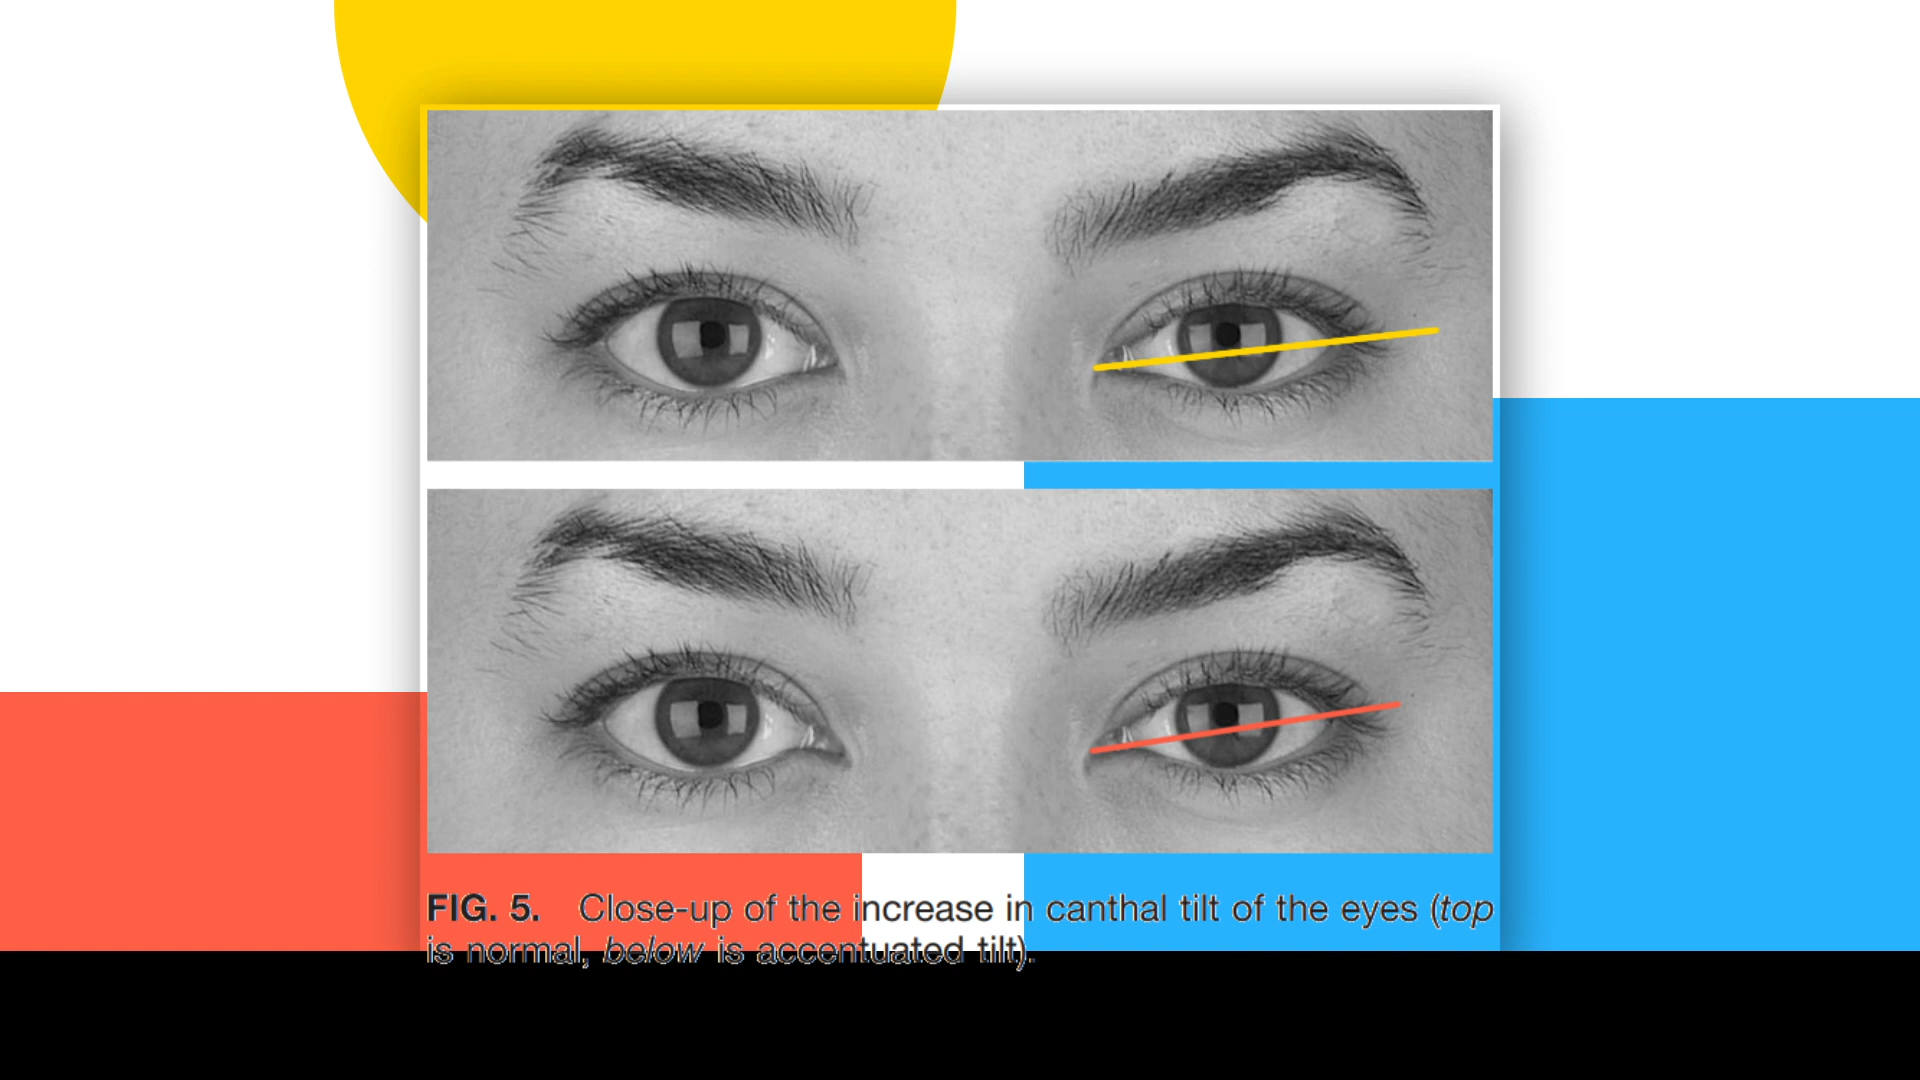 FIG. 5. Close-up of the increase in canthal tilt of the eyes (top
is normal, below is accentuated tilt).